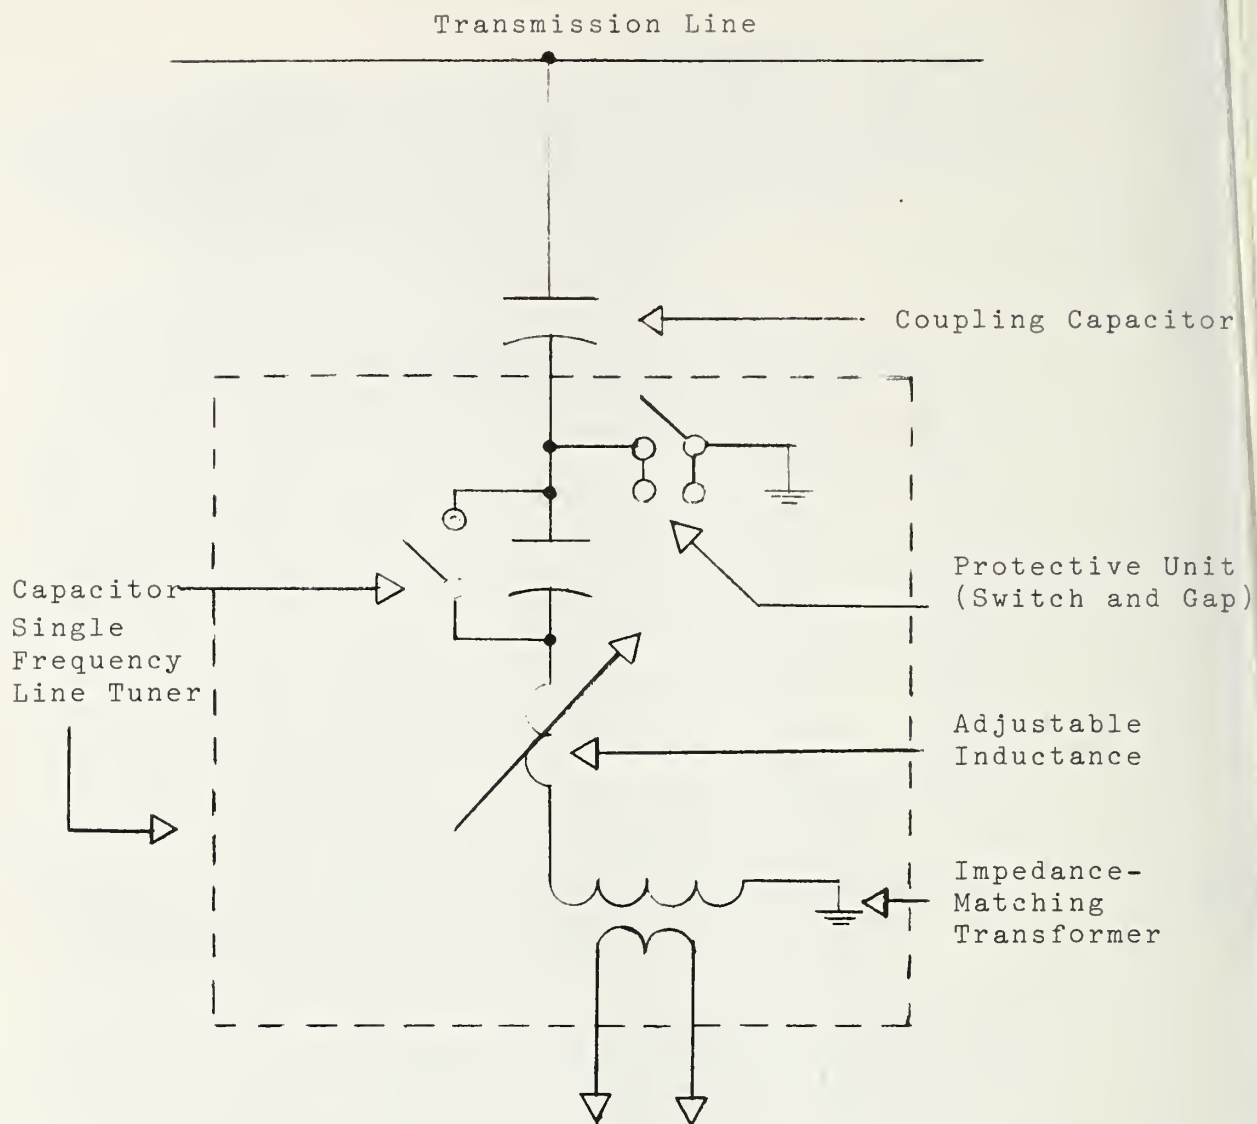 Transmission Line
Coupling Capacitor
Protective Unit
(Switch and Gap)
Capacitor
Single
Frequency
Line Tuner
Adjustable
Inductance
Impedance-
Matching
Transformer